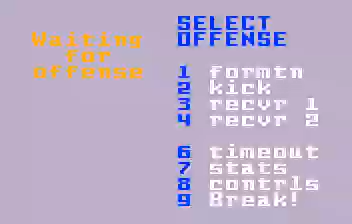 Waiting
for
offense
SELECT
OFFENSE
1 formtn
2 kick
3 recvr 1
4 recvr 2
6 timeout
7 stats
8 contrls
9 Break!